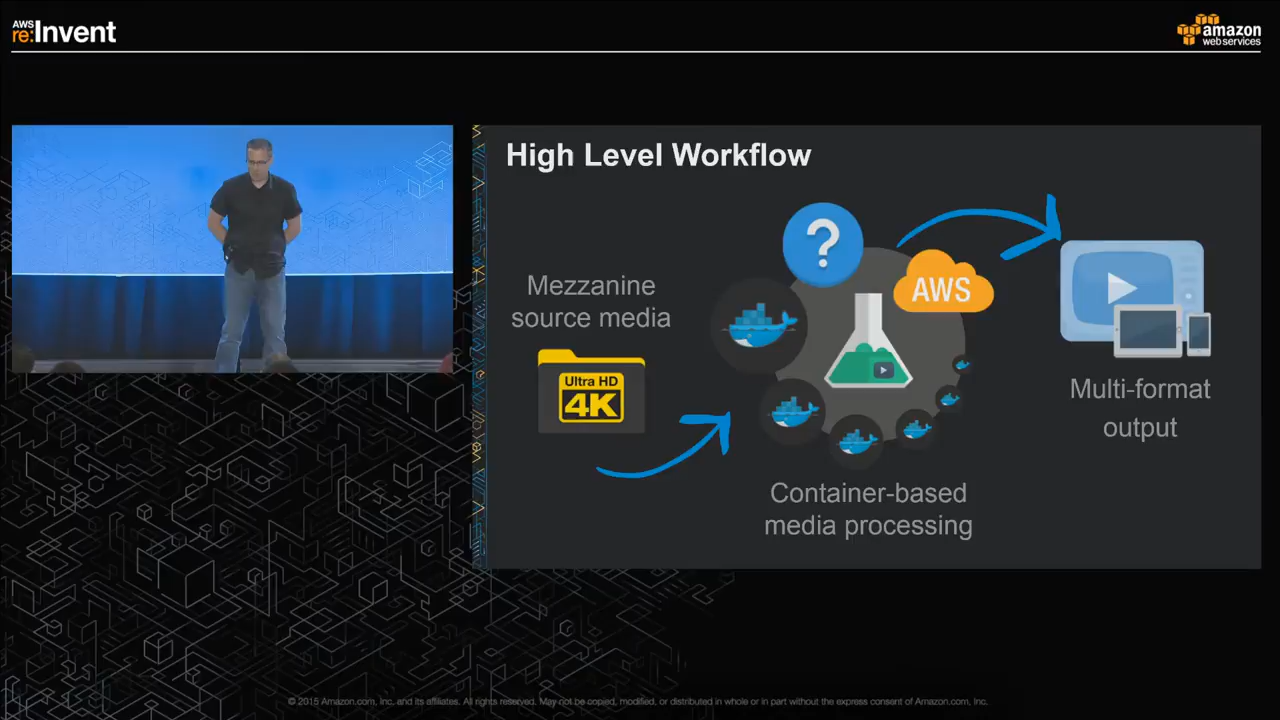 AWS
re:Invent
amazon
web services
High Level Workflow
Mezzanine
source media
Ultra HD
4K
?
AWS
Container-based
media processing
Multi-format
output
© 2015 Amazon.com, Inc. and its affiliates. All rights reserved. May not be copied, modified, or distributed in whole or in part without the express consent of Amazon.com, Inc.